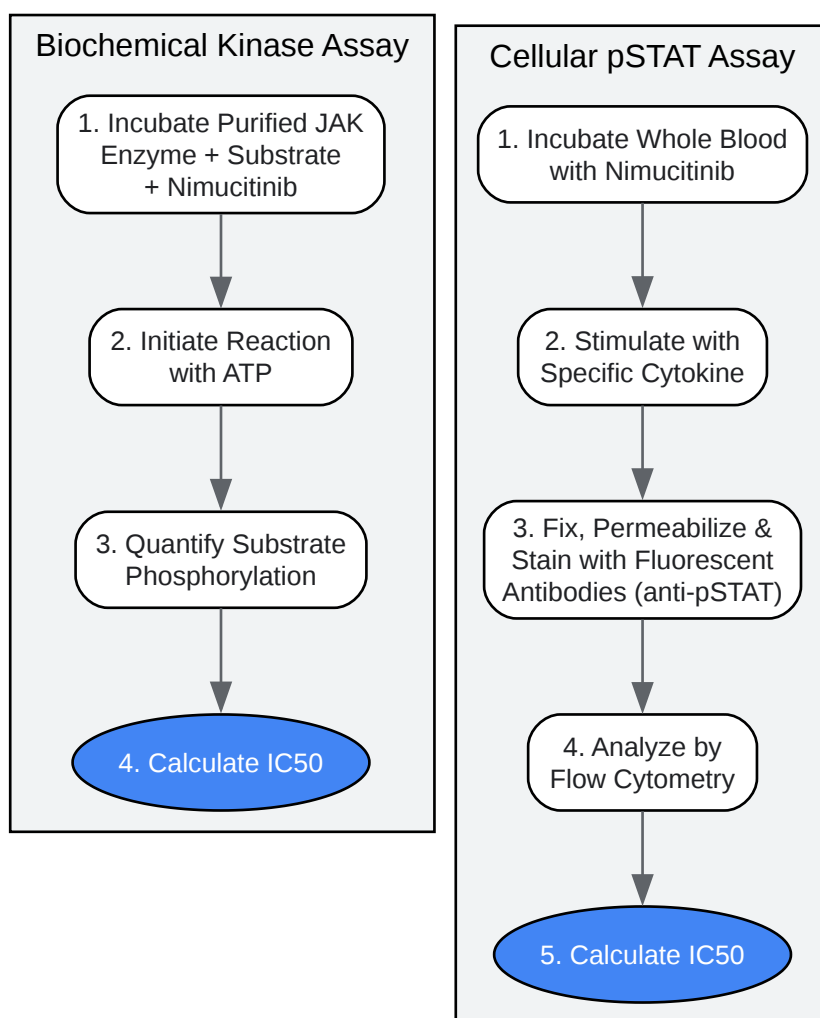 Biochemical Kinase Assay
1. Incubate Purified JAK
Enzyme + Substrate
+ Nimucitinib
2. Initiate Reaction
with ATP
3. Quantify Substrate
Phosphorylation
4. Calculate IC50
Cellular pSTAT Assay
1. Incubate Whole Blood
with Nimucitinib
2. Stimulate with
Specific Cytokine
3. Fix, Permeabilize &
Stain with Fluorescent
Antibodies (anti-pSTAT)
4. Analyze by
Flow Cytometry
5. Calculate IC50